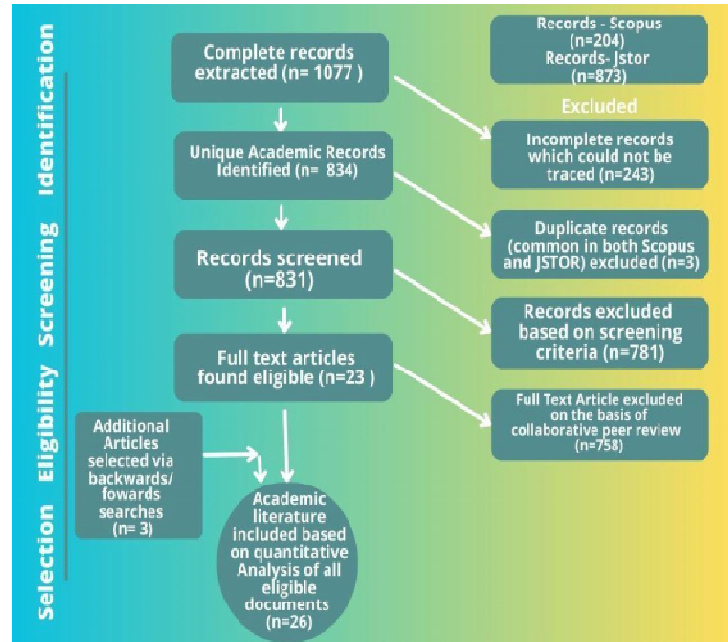 Identification
Screening
Eligibility
Selection
Complete records
extracted (n= 1077 )
Records - Scopus
(n=204)
Records- Jstor
(n=873)
Excluded
Unique Academic Records
Identified (n= 834)
Incomplete records
which could not be
traced (n=243)
Records screened
(n=831)
Duplicate records
(common in both Scopus
and JSTOR) excluded (n=3)
Full text articles
found eligible (n=23 )
Records excluded
based on screening
criteria (n=781)
Full Text Article excluded
on the basis of
collaborative peer review
(n=758)
Additional
Articles
selected via
backwards/
fowards
searches
(n= 3)
Academic
literature
included based
on quantitative
Analysis of all
eligible
documents
(n=26)